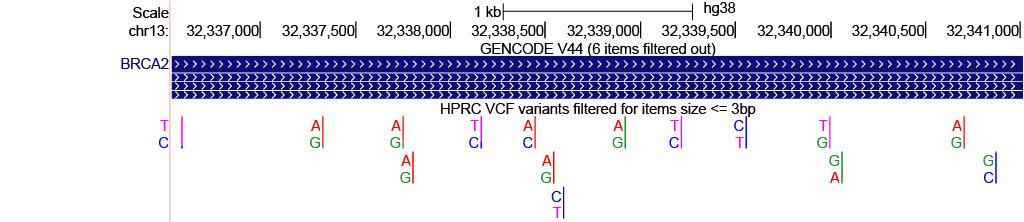 Scale 1 kb hg38
chr13: 32,337,000 32,337,500 32,338,000 32,338,500 32,339,000 32,339,500 32,340,000 32,340,500 32,341,000
GENCODE V44 (6 items filtered out)
BRCA2
HPRC VCF variants filtered for items size <= 3bp
T A A T A A T C T A
C G G C C G C T G G
A A G G
G G A C
C
T